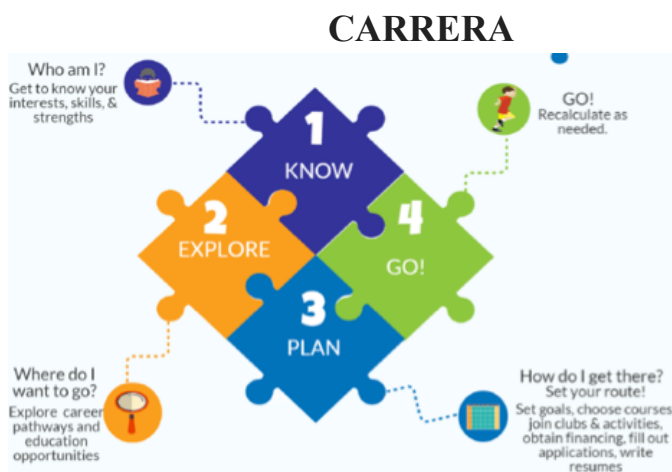 CARRERA
Who am I?
Get to know your
interests, skills, &
strengths
1
KNOW
GO!
Recalculate as
needed.
2
EXPLORE
4
GO!
3
PLAN
Where do I
want to go?
Explore career
pathways and
education
opportunities
How do I get there?
Set your route!
Set goals, choose courses
join clubs & activities,
obtain financing, fill out
applications, write
resumes